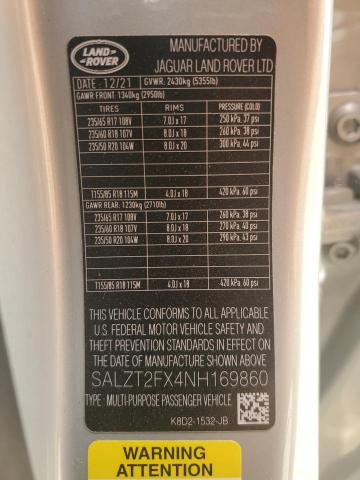 LAND-
ROVER
MANUFACTURED BY
JAGUAR LAND ROVER LTD
DATE - 12/21 GVWR: 2430kg (5355lb)
GAWR FRONT: 1340kg (2950lb)
TIRES RIMS PRESSURE (COLD)
235/65 R17 108V 7.0J x 17 250 kPa, 37 psi
235/60 R18 107V 8.0J x 18 260 kPa, 38 psi
235/50 R20 104W 8.0J x 20 300 kPa, 44 psi
T155/85 R18 115M 4.0J x 18 420 kPa, 60 psi
GAWR REAR: 1230kg (2710lb)
235/65 R17 108V 7.0J x 17 260 kPa, 38 psi
235/60 R18 107V 8.0J x 18 270 kPa, 40 psi
235/50 R20 104W 8.0J x 20 290 kPa, 43 psi
T155/85 R18 115M 4.0J x 18 420 kPa, 60 psi
THIS VEHICLE CONFORMS TO ALL APPLICABLE
U.S. FEDERAL MOTOR VEHICLE SAFETY AND
THEFT PREVENTION STANDARDS IN EFFECT ON
THE DATE OF MANUFACTURE SHOWN ABOVE
SALZT2FX4NH169860
TYPE: MULTI-PURPOSE PASSENGER VEHICLE
K8D2-1532-JB
WARNING
ATTENTION